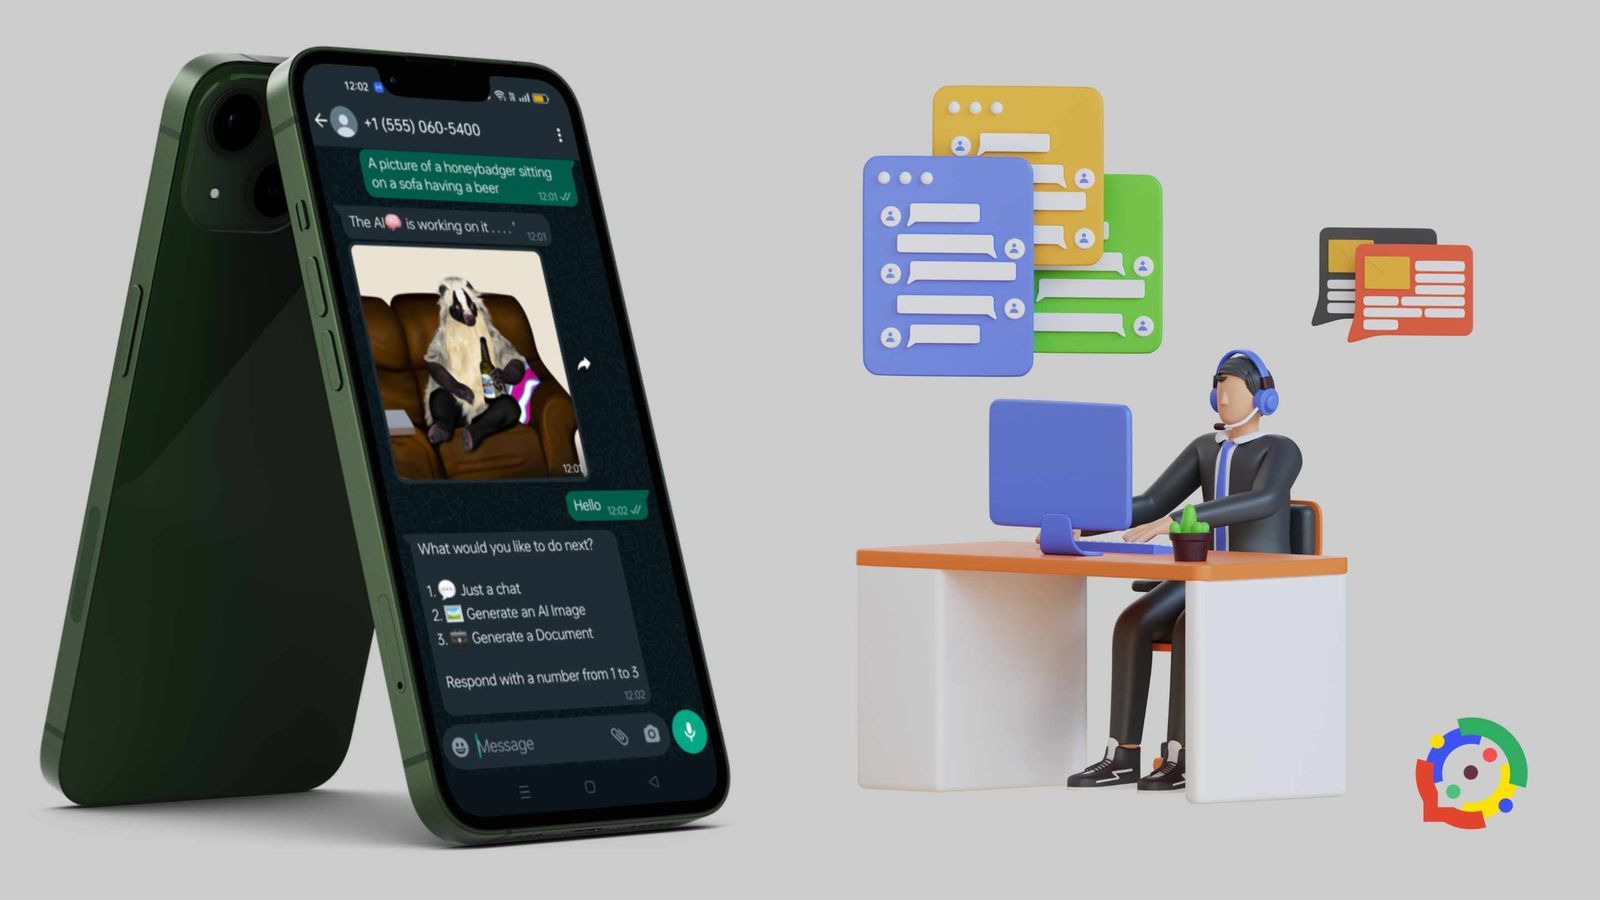 12:02
+1 (555) 060-5400
A picture of a honeybadger sitting
on a sofa having a beer
12:01
The AI🧠 is working on it . . . . '
12:01
12:01
Hello
12:02
What would you like to do next?
1. 💬 Just a chat
2. 🖼️ Generate an AI Image
3. 💼 Generate a Document
Respond with a number from 1 to 3
12:02
Message